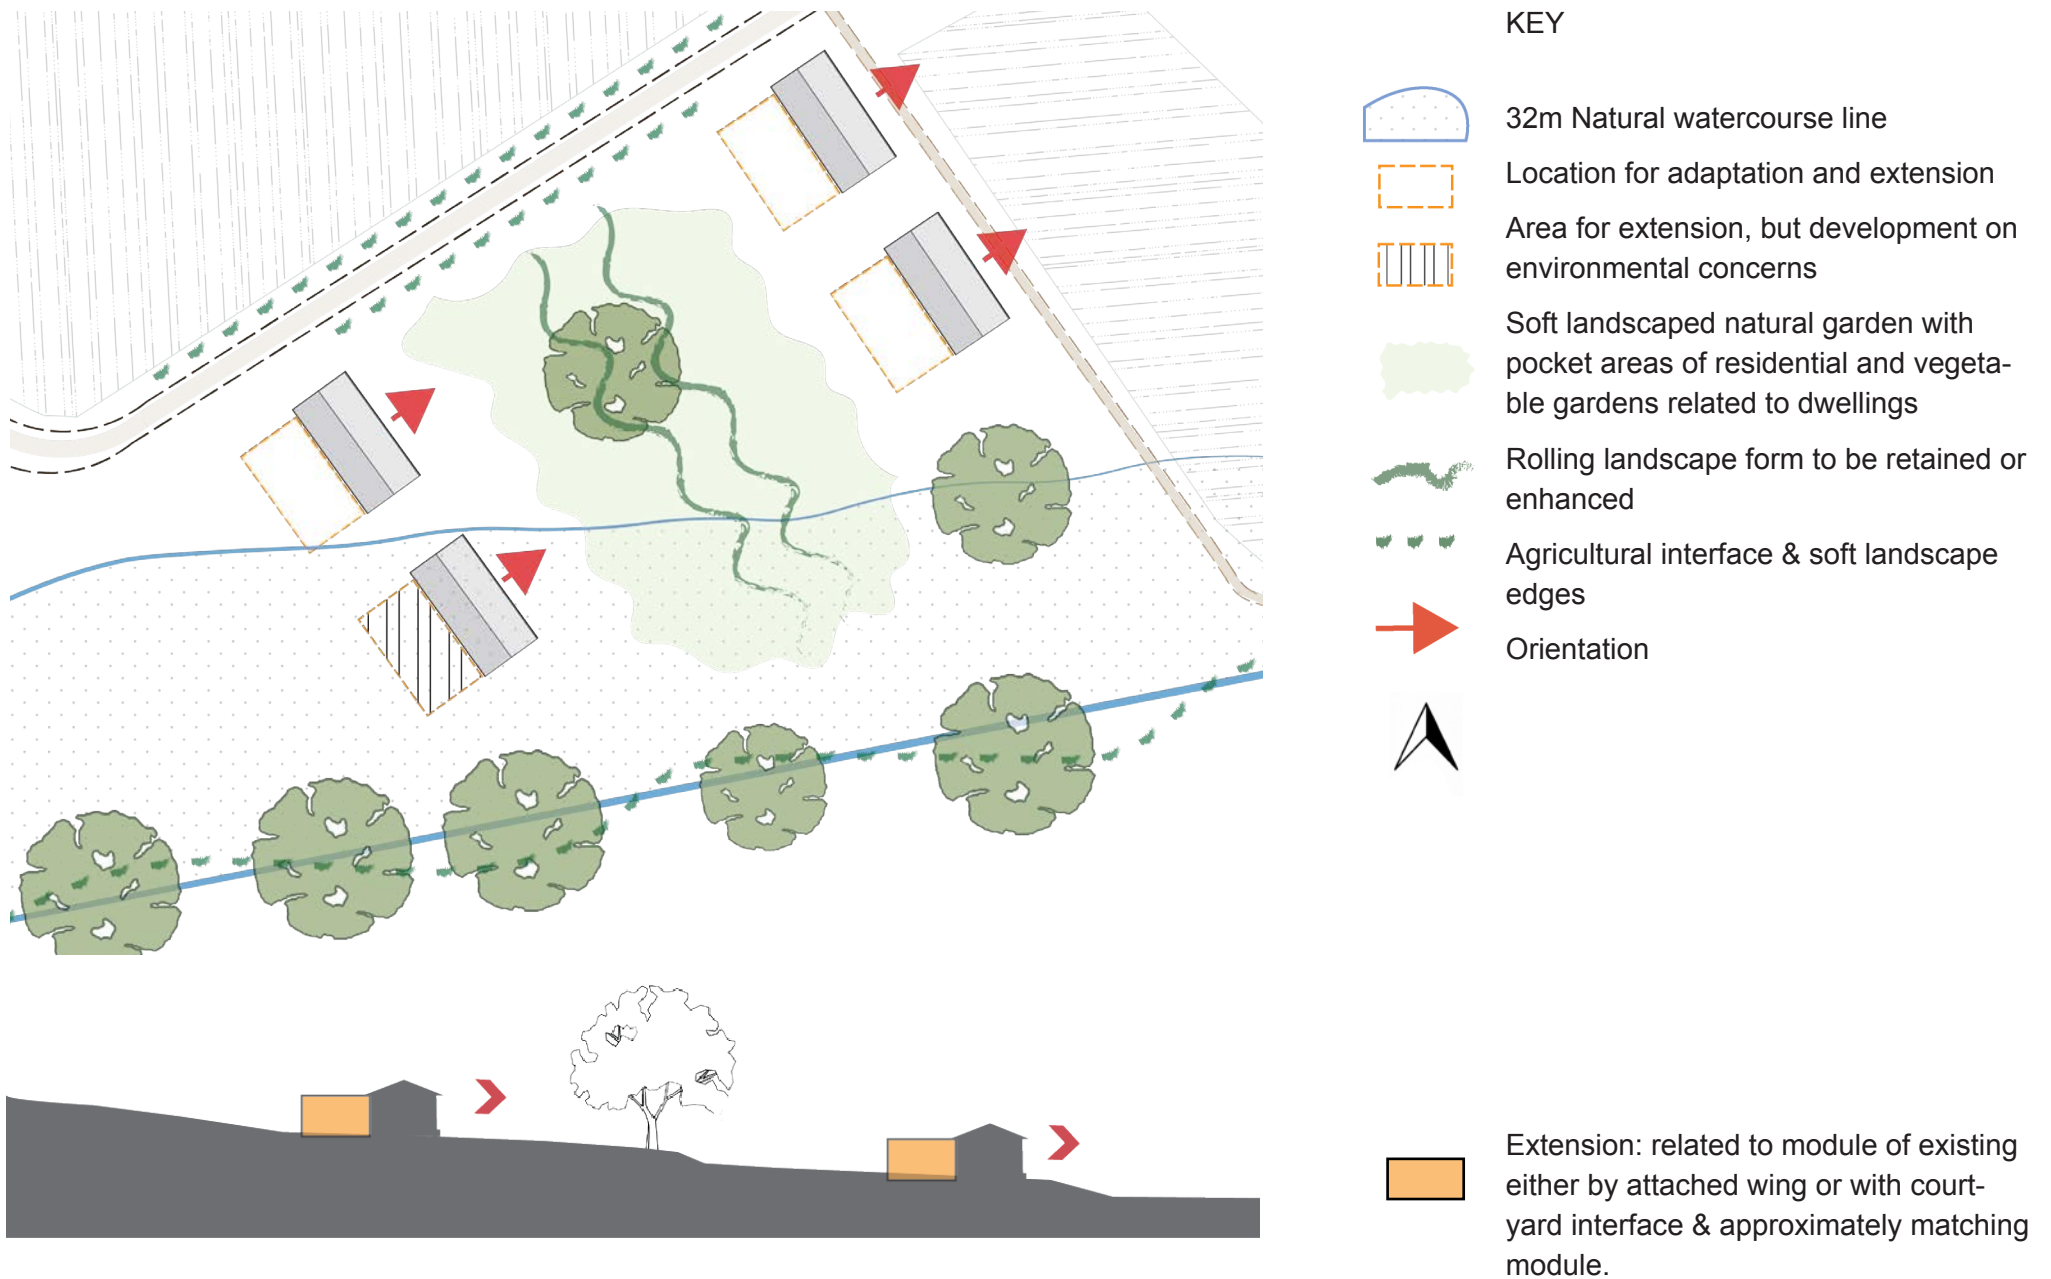 KEY
32m Natural watercourse line
Location for adaptation and extension
Area for extension, but development on
environmental concerns
Soft landscaped natural garden with
pocket areas of residential and vegeta-
ble gardens related to dwellings
Rolling landscape form to be retained or
enhanced
Agricultural interface & soft landscape
edges
Orientation
Extension: related to module of existing
either by attached wing or with court-
yard interface & approximately matching
module.